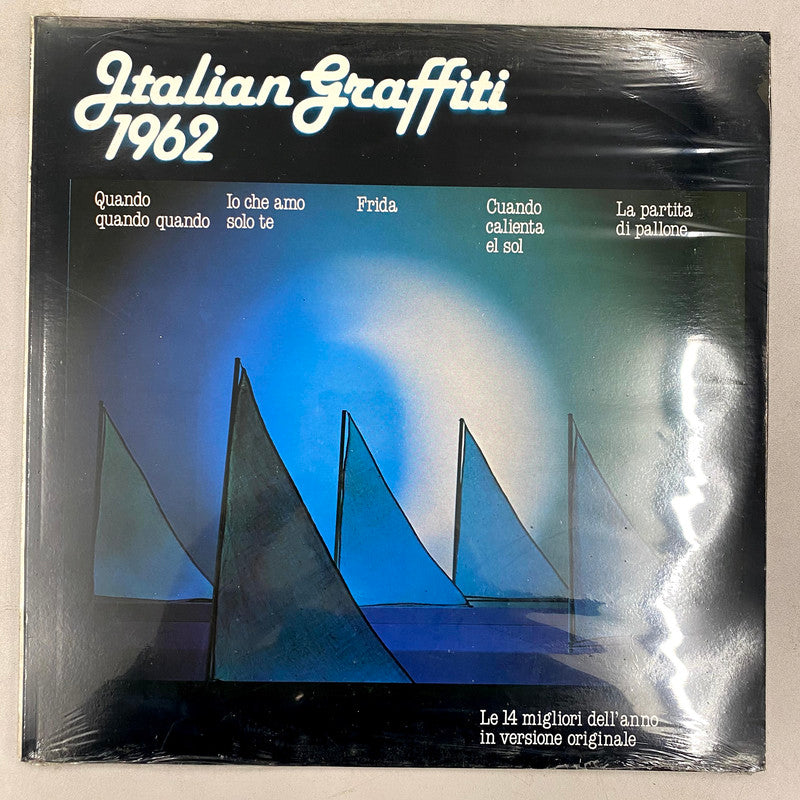 Italian Graffiti
1962
Quando
quando quando
Io che amo
solo te
Frida
Cuando
calienta
el sol
La partita
di pallone
Le 14 migliori dell'anno
in versione originale